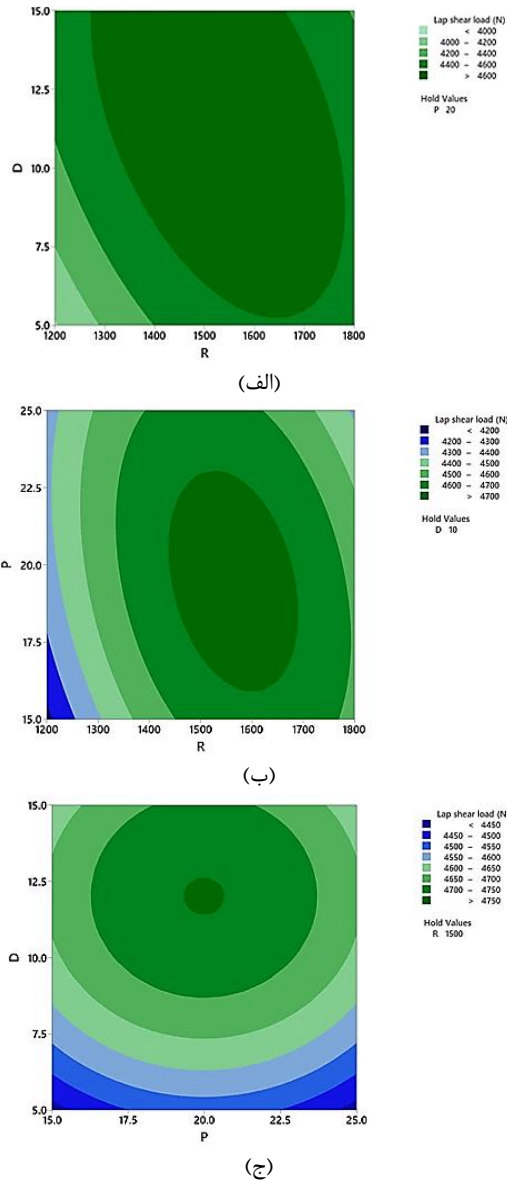 Lap shear load (N)
< 4000
4000 – 4200
4200 – 4400
4400 – 4600
> 4600
Hold Values
P 20
15.0
12.5
10.0
7.5
5.0
D
1200 1300 1400 1500 1600 1700 1800
R
(الف)
Lap shear load (N)
< 4200
4200 – 4300
4300 – 4400
4400 – 4500
4500 – 4600
4600 – 4700
> 4700
Hold Values
D 10
25.0
22.5
20.0
17.5
15.0
P
1200 1300 1400 1500 1600 1700 1800
R
(ب)
Lap shear load (N
< 4450
4450 – 4500
4500 – 4550
4550 – 4600
4600 – 4650
4650 – 4700
4700 – 4750
> 4750
Hold Values
R 1500
15.0
12.5
10.0
7.5
5.0
D
15.0 17.5 20.0 22.5 25.0
P
(ج)